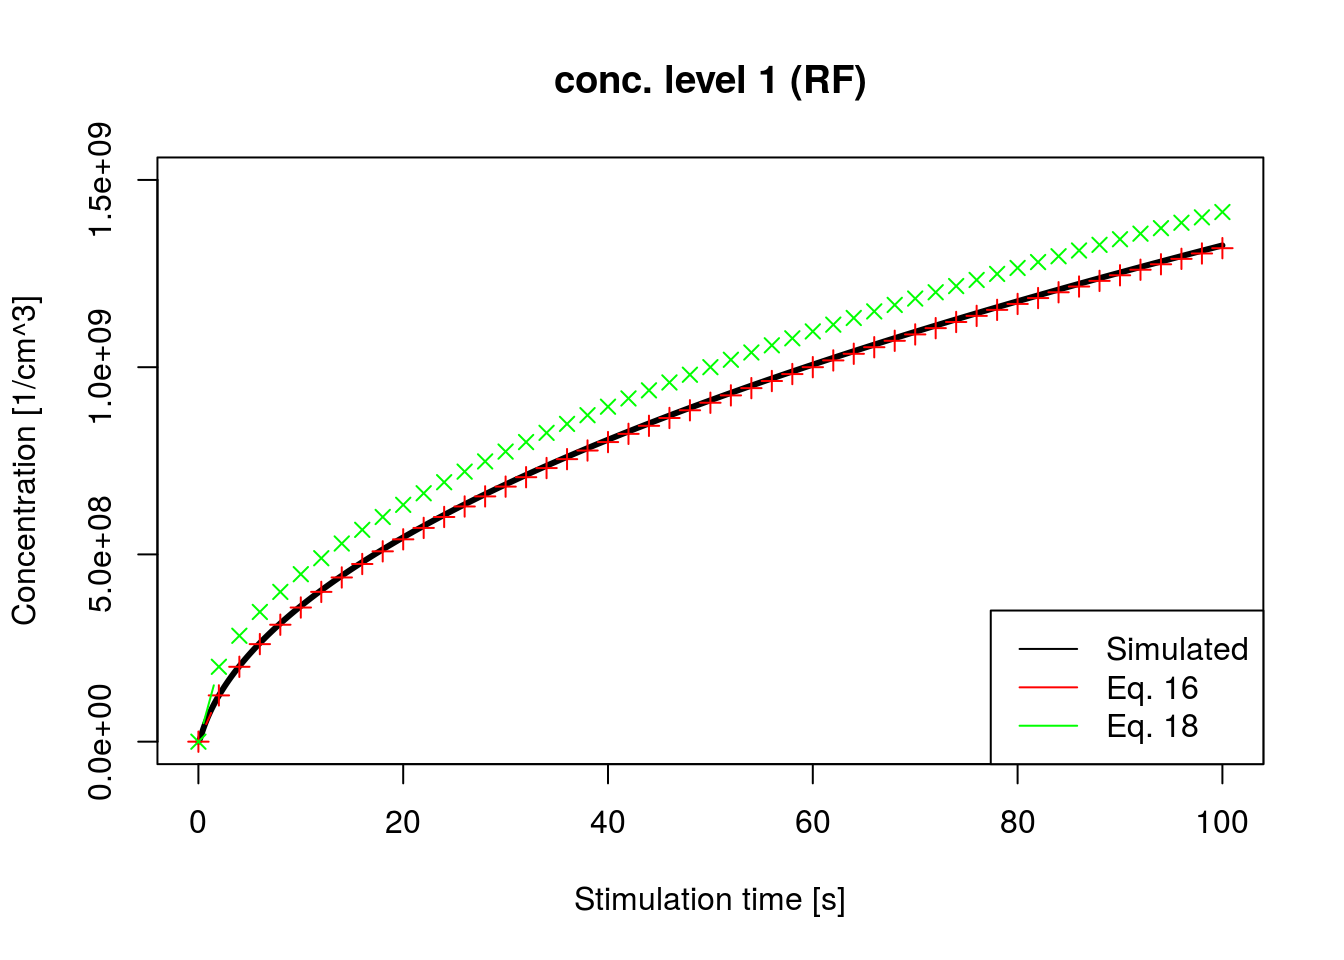 conc. level 1 (RF)
Concentration [1/cm^3]
1.5e+09
1.0e+09
5.0e+08
0.0e+00
Simulated
Eq. 16
Eq. 18
0 20 40 60 80 100
Stimulation time [s]